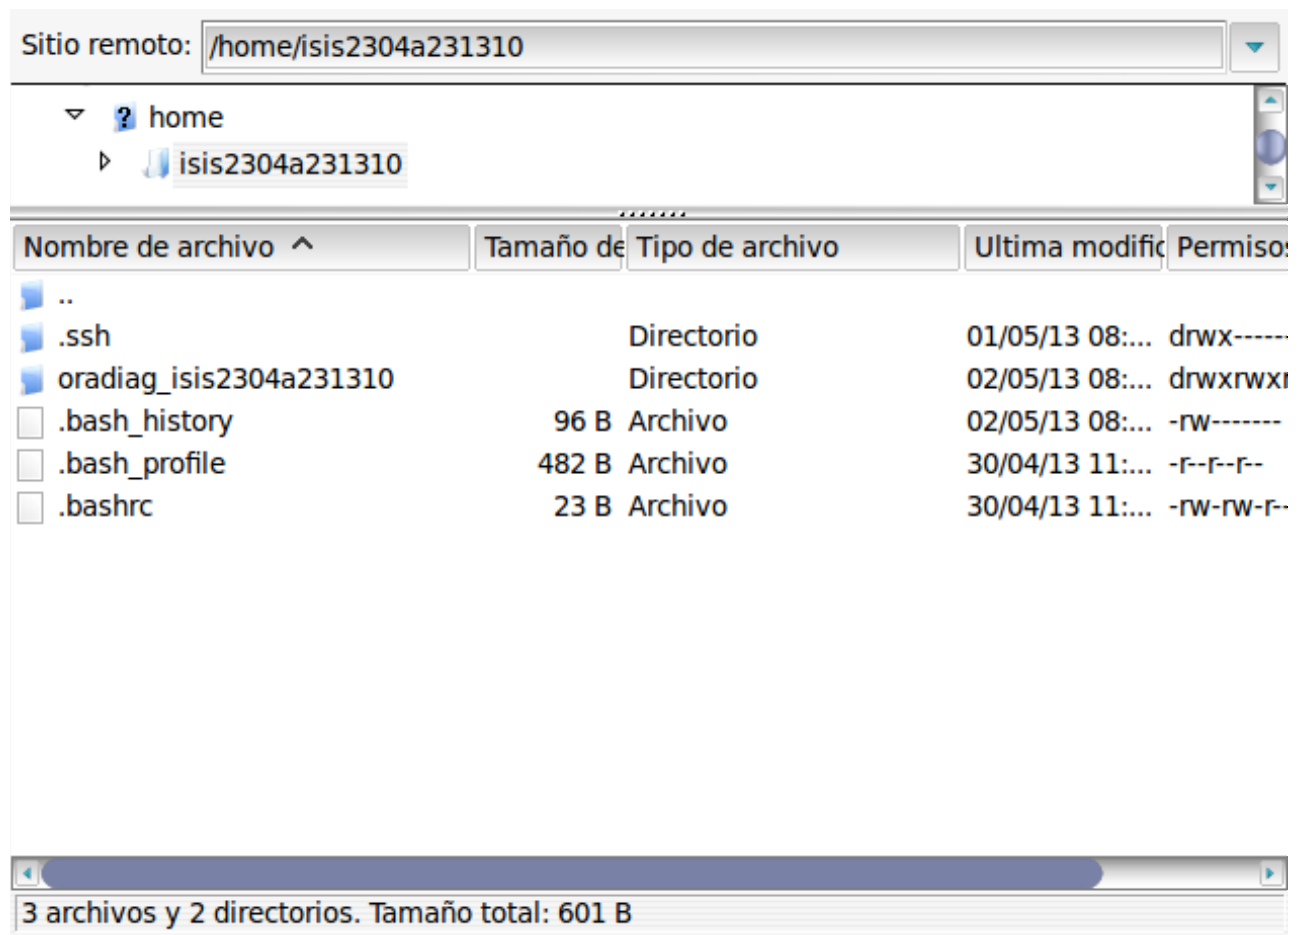 Sitio remoto: /home/isis2304a231310
home
isis2304a231310
Nombre de archivo Tamaño de Tipo de archivo Ultima modific Permisos
..
.ssh Directorio 01/05/13 08:... drwx------
oradiag_isis2304a231310 Directorio 02/05/13 08:... drwxrwxr
.bash_history 96 B Archivo 02/05/13 08:... -rw-------
.bash_profile 482 B Archivo 30/04/13 11:... -r--r--r--
.bashrc 23 B Archivo 30/04/13 11:... -rw-rw-r--
3 archivos y 2 directorios. Tamaño total: 601 B